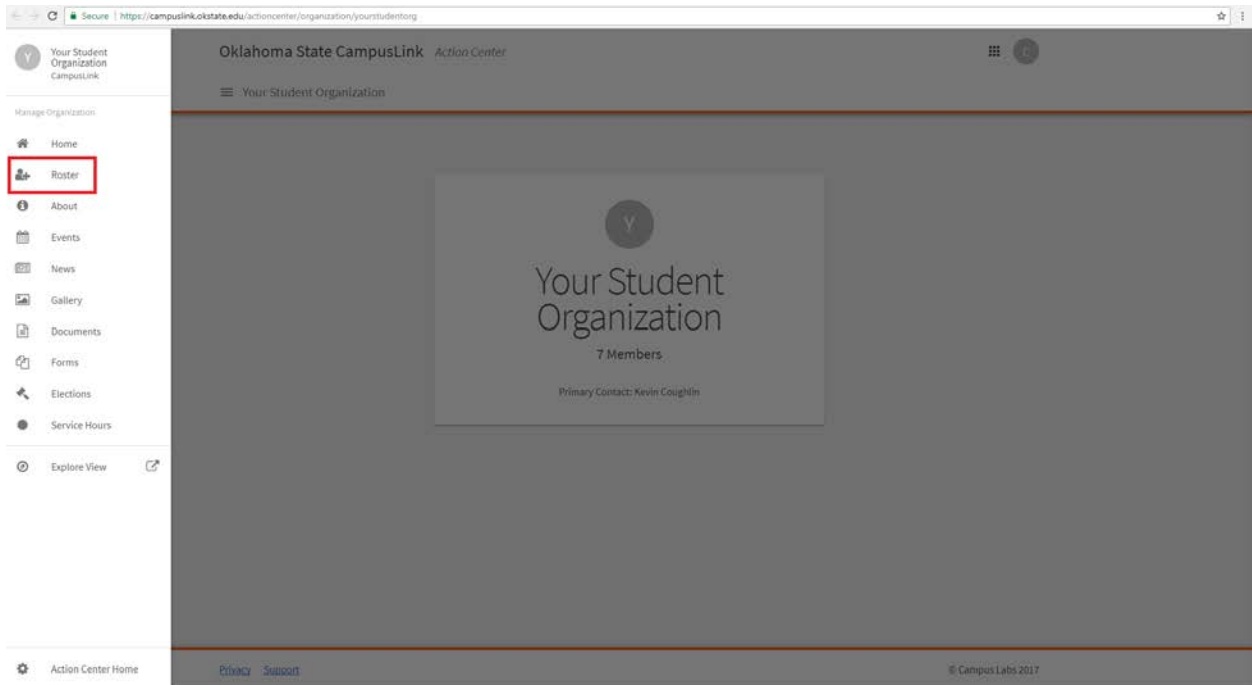 Secure | https://campuslink.okstate.edu/actioncenter/organization/yourstudentorg
Y
Your Student
Organization
CampusLink
Manage Organization
Home
Roster
About
Events
News
Gallery
Documents
Forms
Elections
Service Hours
Explore View
Action Center Home
Oklahoma State CampusLink Action Center
C
Your Student Organization
Y
Your Student
Organization
7 Members
Primary Contact: Kevin Coughlin
Privacy Support
© Campus Labs 2017